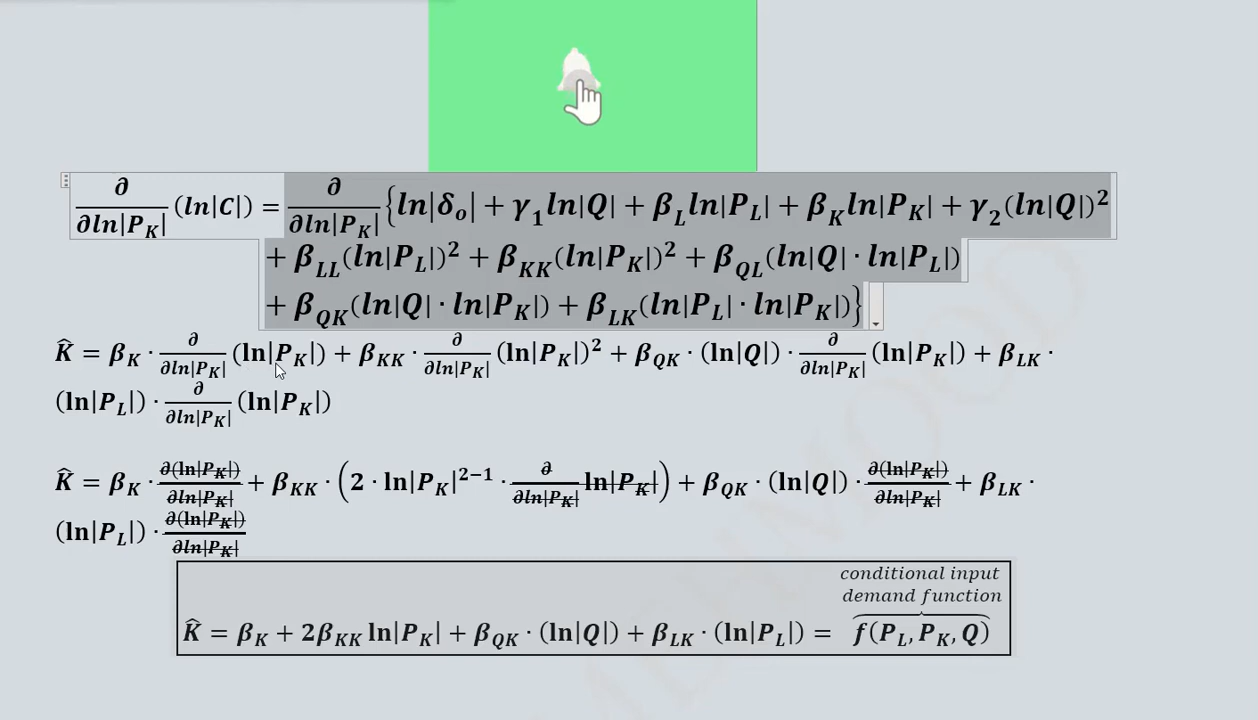 ∂/∂ln|P_K| (ln|C|) = ∂/∂ln|P_K| {ln|δ_o| + γ_1 ln|Q| + β_L ln|P_L| + β_K ln|P_K| + γ_2 (ln|Q|)^2
+ β_LL (ln|P_L|)^2 + β_KK (ln|P_K|)^2 + β_QL (ln|Q| · ln|P_L|)
+ β_QK (ln|Q| · ln|P_K|) + β_LK (ln|P_L| · ln|P_K|)}
K̂ = β_K · ∂/∂ln|P_K| (ln|P_K|) + β_KK · ∂/∂ln|P_K| (ln|P_K|)^2 + β_QK · (ln|Q|) · ∂/∂ln|P_K| (ln|P_K|) + β_LK ·
(ln|P_L|) · ∂/∂ln|P_K| (ln|P_K|)
K̂ = β_K · ∂(ln|P_K|)/∂ln|P_K| + β_KK · (2 · ln|P_K|^2−1 · ∂/∂ln|P_K| ln|P_K|) + β_QK · (ln|Q|) · ∂(ln|P_K|)/∂ln|P_K| + β_LK ·
(ln|P_L|) · ∂(ln|P_K|)/∂ln|P_K|
conditional input
demand function
K̂ = β_K + 2β_KK ln|P_K| + β_QK · (ln|Q|) + β_LK · (ln|P_L|) = f(P_L, P_K, Q)